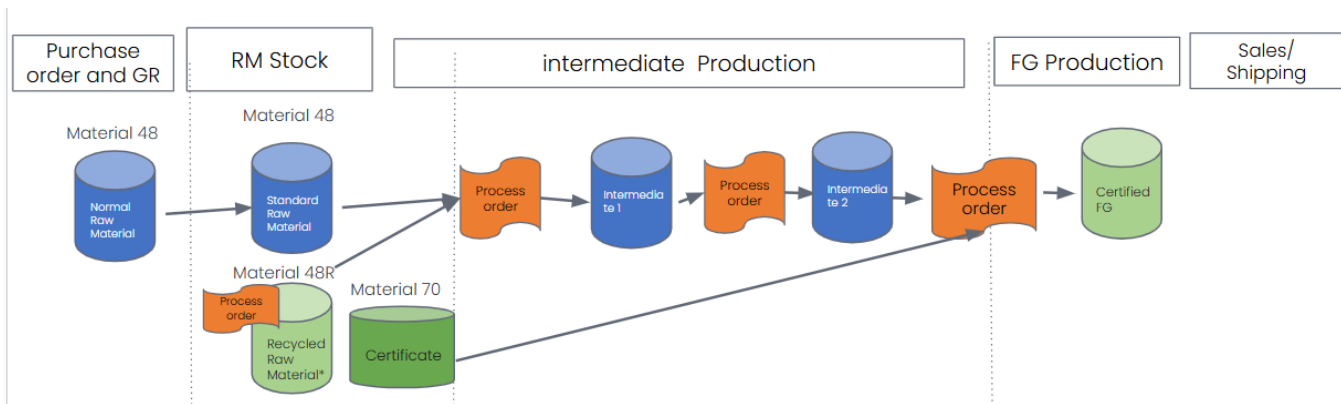 Purchase
order and GR
RM Stock
intermediate Production
FG Production
Sales/
Shipping
Material 48
Material 48
Normal
Raw
Material
Standard
Raw
Material
Process
order
Intermedia
te 1
Process
order
Intermedia
te 2
Process
order
Certified
FG
Material 48R
Process
order
Recycled
Raw
Material*
Material 70
Certificate